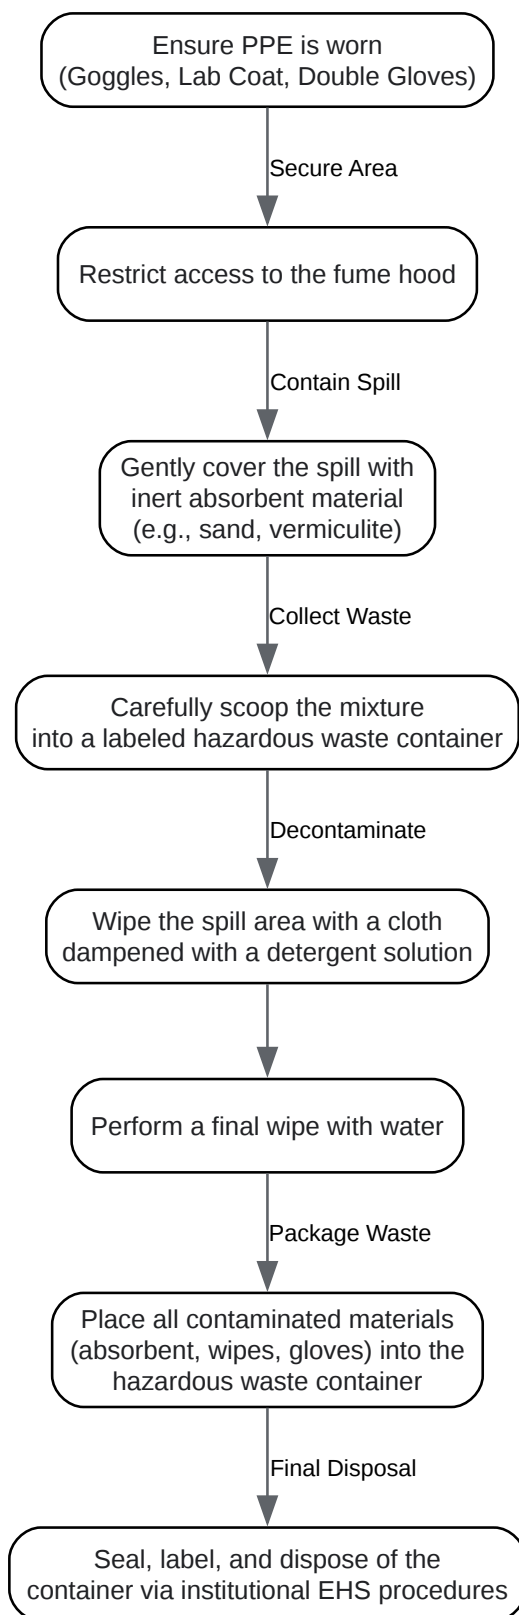 Ensure PPE is worn
(Goggles, Lab Coat, Double Gloves)
Secure Area
Restrict access to the fume hood
Contain Spill
Gently cover the spill with
inert absorbent material
(e.g., sand, vermiculite)
Collect Waste
Carefully scoop the mixture
into a labeled hazardous waste container
Decontaminate
Wipe the spill area with a cloth
dampened with a detergent solution
Perform a final wipe with water
Package Waste
Place all contaminated materials
(absorbent, wipes, gloves) into the
hazardous waste container
Final Disposal
Seal, label, and dispose of the
container via institutional EHS procedures